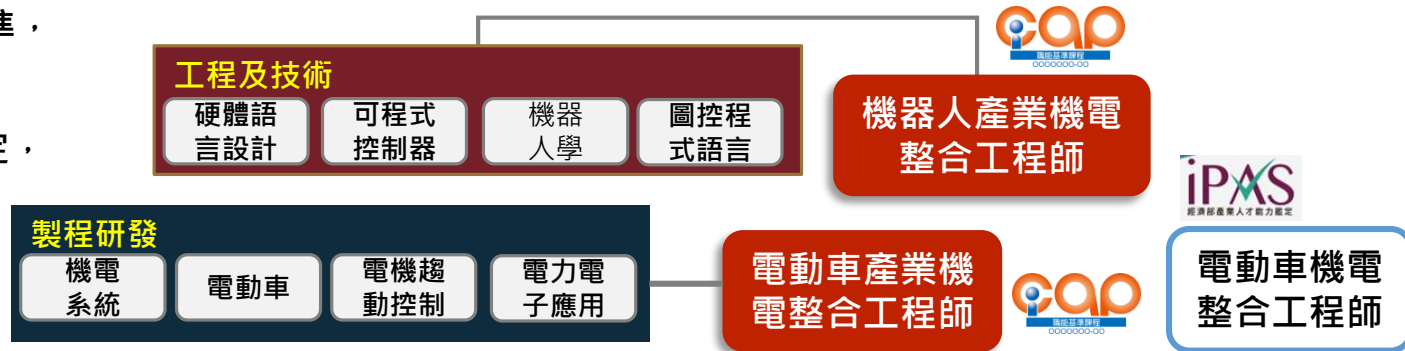 進，
定，
工程及技術
硬體語
言設計
可程式
控制器
機器
人學
圖控程
式語言
iCAP
職能基準課程
0000000-00
機器人產業機電
整合工程師
製程研發
機電
系統
電動車
電機趨
動控制
電力電
子應用
電動車產業機
電整合工程師
iCAP
職能基準課程
0000000-00
iPAS
經濟部產業人才能力鑑定
電動車機電
整合工程師